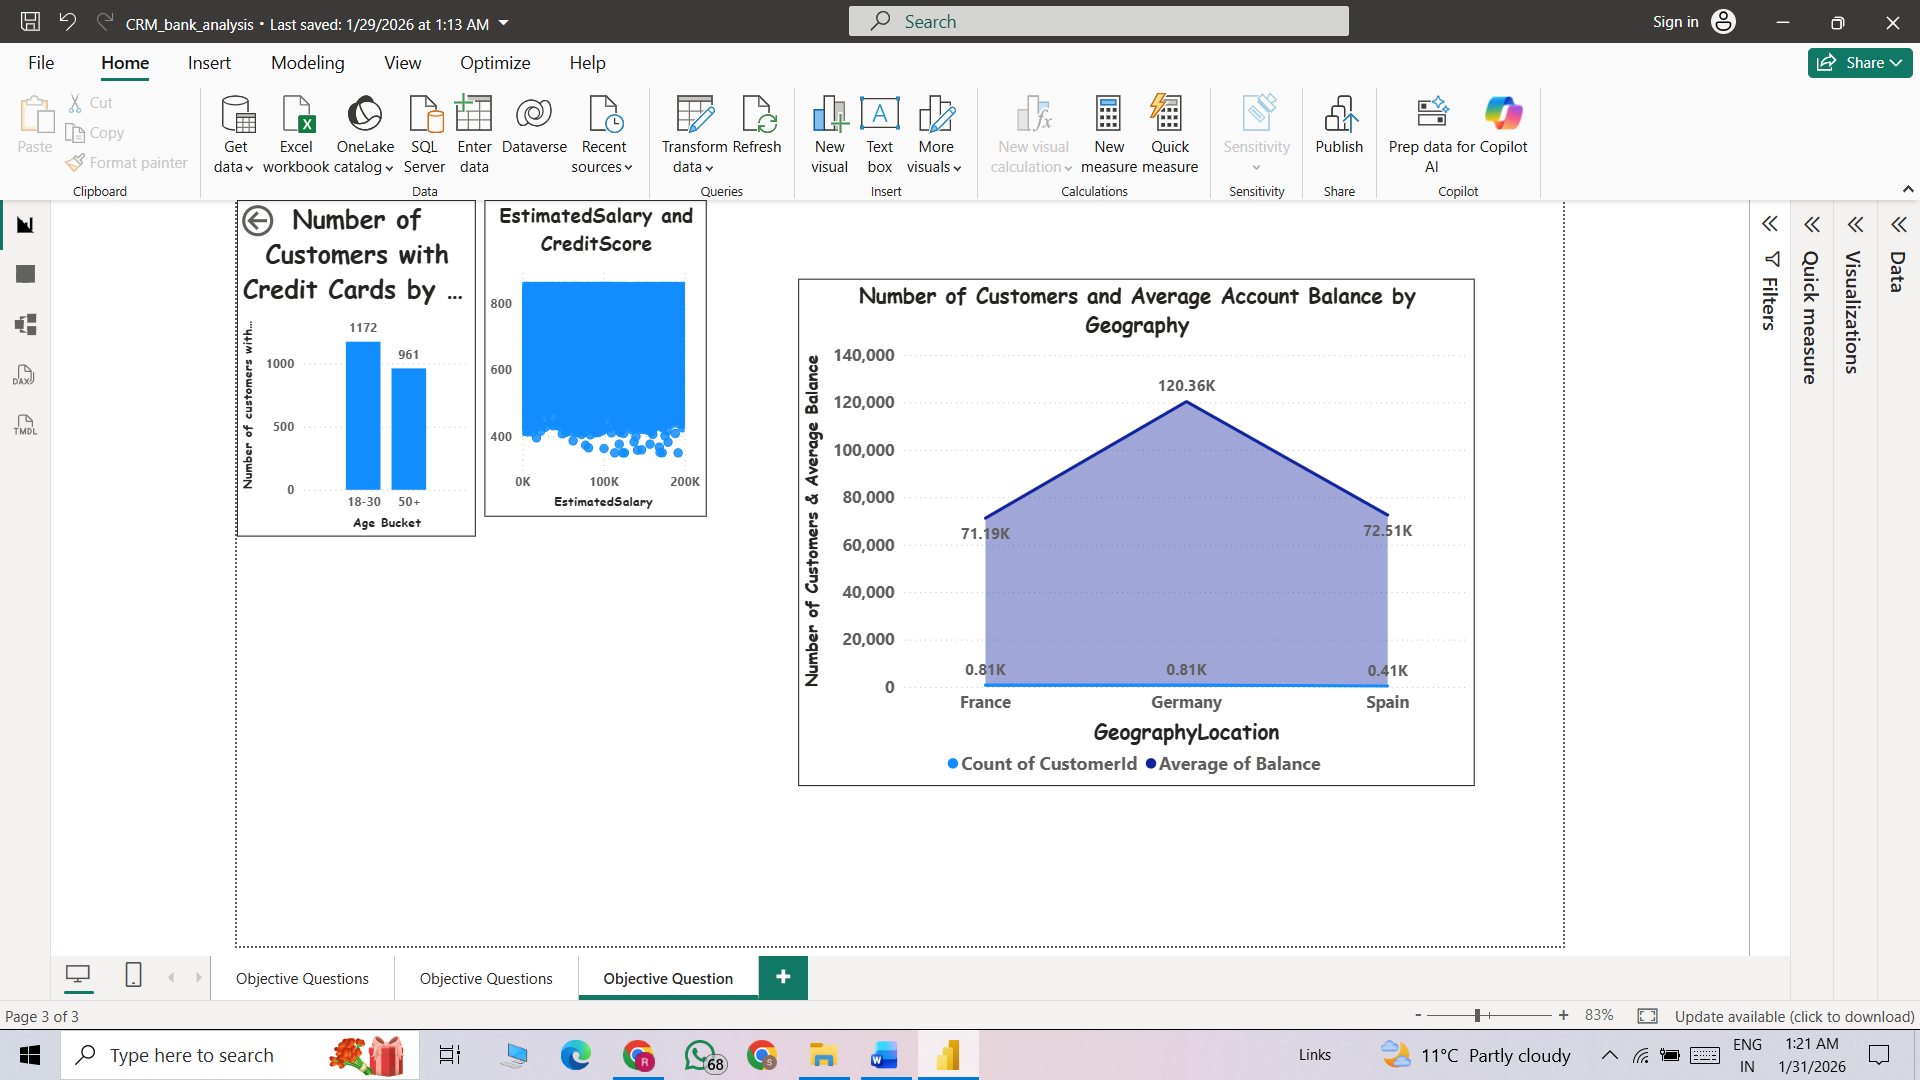 CRM_bank_analysis • Last saved: 1/29/2026 at 1:13 AM
Search
Sign in
File
Home
Insert
Modeling
View
Optimize
Help
Share
Paste
Cut
Copy
Format painter
Clipboard
Get
data
Excel
workbook
OneLake
catalog
SQL
Server
Enter
data
Dataverse
Recent
sources
Data
Transform
data
Refresh
Queries
New
visual
Text
box
More
visuals
Insert
New visual
calculation
New
measure
Quick
measure
Calculations
Sensitivity
Sensitivity
Publish
Share
Prep data for
AI
Copilot
Copilot
DAX
TMDL
Number of
Customers with
Credit Cards by ...
Number of customers with...
1000
500
0
1172
961
18-30
50+
Age Bucket
EstimatedSalary and
CreditScore
800
600
400
0K
100K
200K
EstimatedSalary
Number of Customers and Average Account Balance by
Geography
Number of Customers & Average Balance
140,000
120,000
100,000
80,000
60,000
40,000
20,000
0
120.36K
71.19K
72.51K
0.81K
0.81K
0.41K
France
Germany
Spain
GeographyLocation
Count of CustomerId
Average of Balance
Filters
Quick measure
Visualizations
Data
Objective Questions
Objective Questions
Objective Question
+
Page 3 of 3
- + 83%
Update available (click to download)
Type here to search
R
68
S
W
Links
11°C Partly cloudy
ENG
IN
1:21 AM
1/31/2026